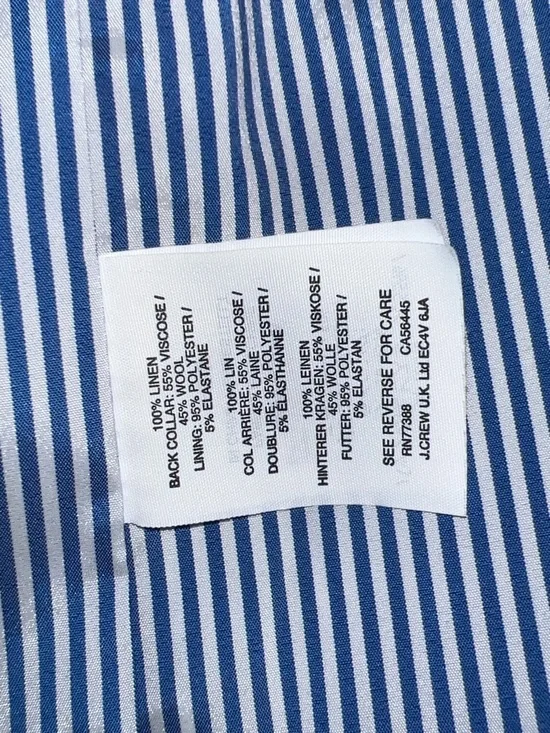 100% LINEN
BACK COLLAR: 55% VISCOSE /
45% WOOL
LINING: 95% POLYESTER /
5% ELASTANE
100% LIN
COL ARRIÈRE: 55% VISCOSE /
45% LAINE
DOUBLURE: 95% POLYESTER /
5% ÉLASTHANNE
100% LEINEN
HINTERER KRAGEN: 55% VISKOSE /
45% WOLLE
FUTTER: 95% POLYESTER /
5% ELASTAN
SEE REVERSE FOR CARE
RN77388 CA56445
J.CREW U.K. Ltd EC4V 6JA